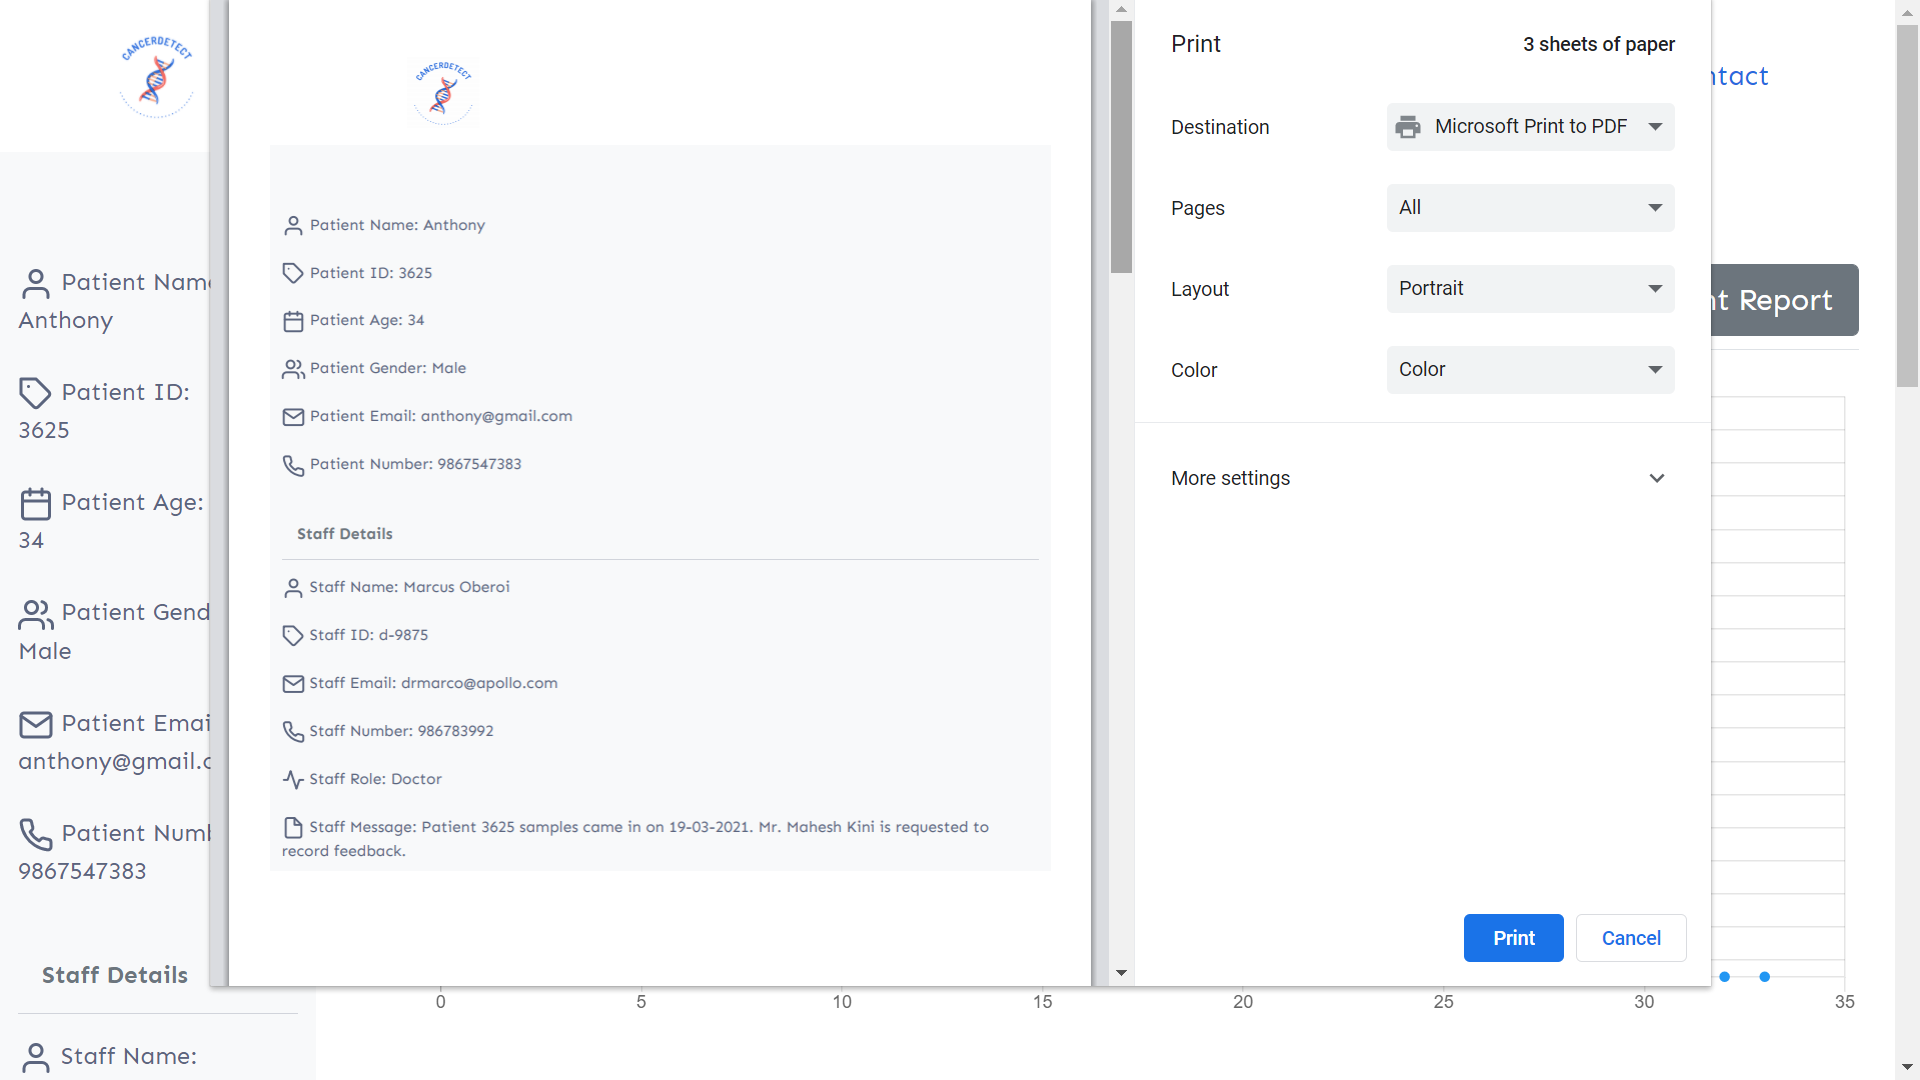 CANCERDETECT
Patient Name
Anthony
Patient ID:
3625
Patient Age:
34
Patient Gend
Male
Patient Emai
anthony@gmail.c
Patient Numb
9867547383
Staff Details
Staff Name:
CANCERDETECT
Patient Name: Anthony
Patient ID: 3625
Patient Age: 34
Patient Gender: Male
Patient Email: anthony@gmail.com
Patient Number: 9867547383
Staff Details
Staff Name: Marcus Oberoi
Staff ID: d-9875
Staff Email: drmarco@apollo.com
Staff Number: 986783992
Staff Role: Doctor
Staff Message: Patient 3625 samples came in on 19-03-2021. Mr. Mahesh Kini is requested to
record feedback.
Print 3 sheets of paper
Destination Microsoft Print to PDF
Pages All
Layout Portrait
Color Color
More settings
Print Cancel
ntact
nt Report
0 5 10 15 20 25 30 35